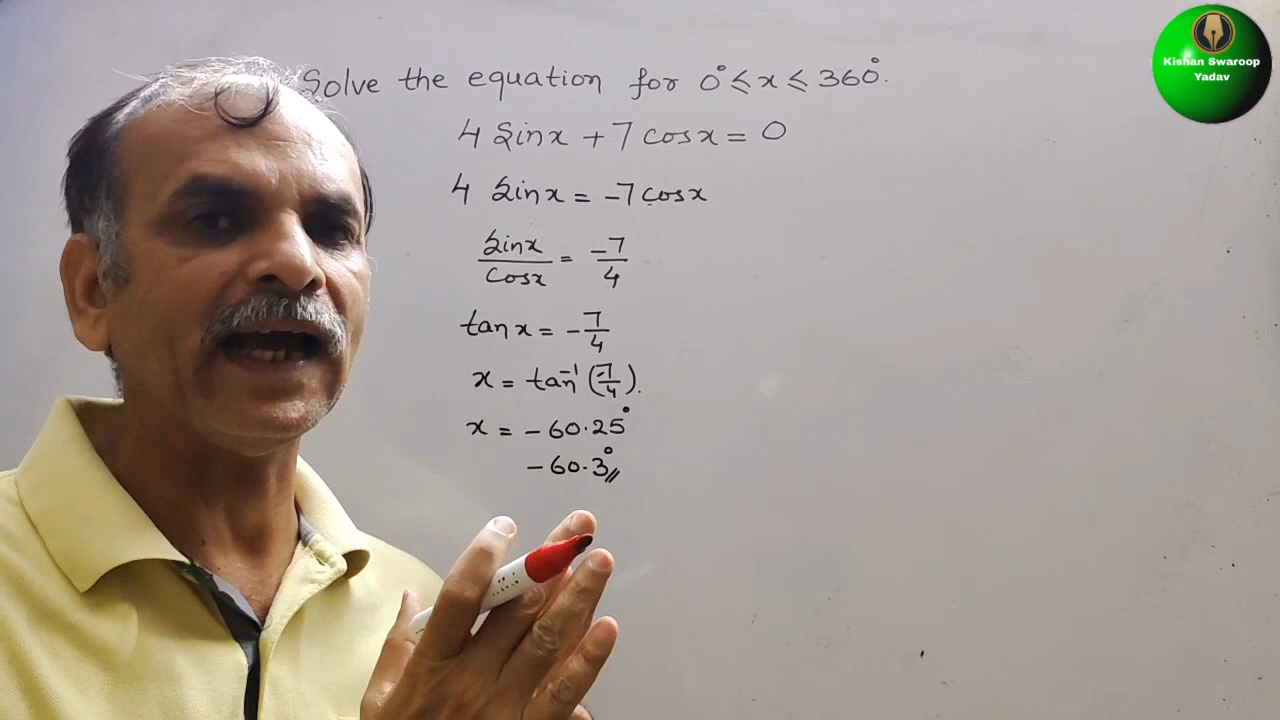 Solve the equation for 0° ≤ x ≤ 360°.
4 Sinx + 7 cosx = 0
4 Sinx = -7 cosx
Sinx/Cosx = -7/4
tan x = -7/4
x = tan⁻¹(-7/4).
x = -60.25°
-60.3°//
Kishan Swaroop
Yadav